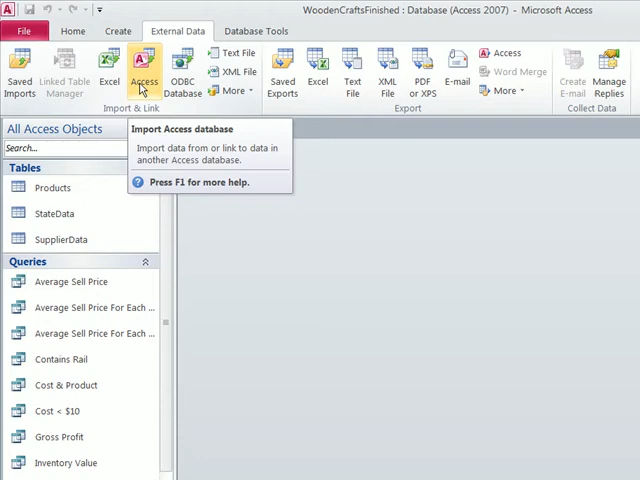 WoodenCraftsFinished : Database (Access 2007) - Microsoft Access
File Home Create External Data Database Tools
Saved Imports
Linked Table Manager
Excel
Access
ODBC Database
Text File
XML File
More
Saved Exports
Excel
Text File
XML File
PDF or XPS
E-mail
Access
Word Merge
More
Create E-mail
Manage Replies
Import & Link
Export
Collect Data
All Access Objects
Search...
Import Access database
Import data from or link to data in
another Access database.
Press F1 for more help.
Tables
Products
StateData
SupplierData
Queries
Average Sell Price
Average Sell Price For Each ...
Average Sell Price For Each ...
Contains Rail
Cost & Product
Cost < $10
Gross Profit
Inventory Value